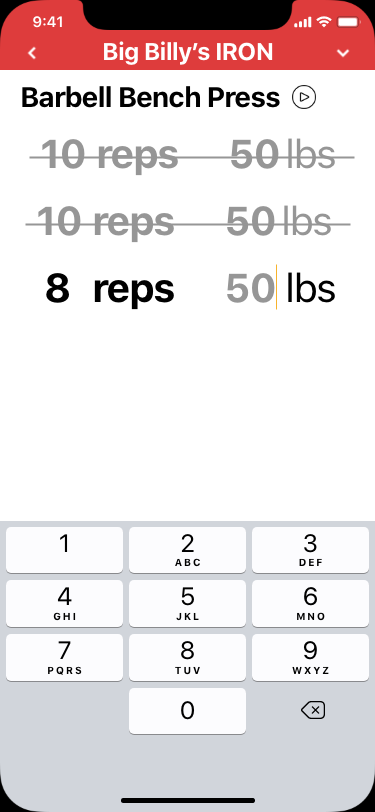 9:41
Big Billy’s IRON
Barbell Bench Press
10 reps 50 lbs
10 reps 50 lbs
8 reps 50 lbs
1 2 3
ABC DEF
4 5 6
GHI JKL MNO
7 8 9
PQRS TUV WXYZ
0